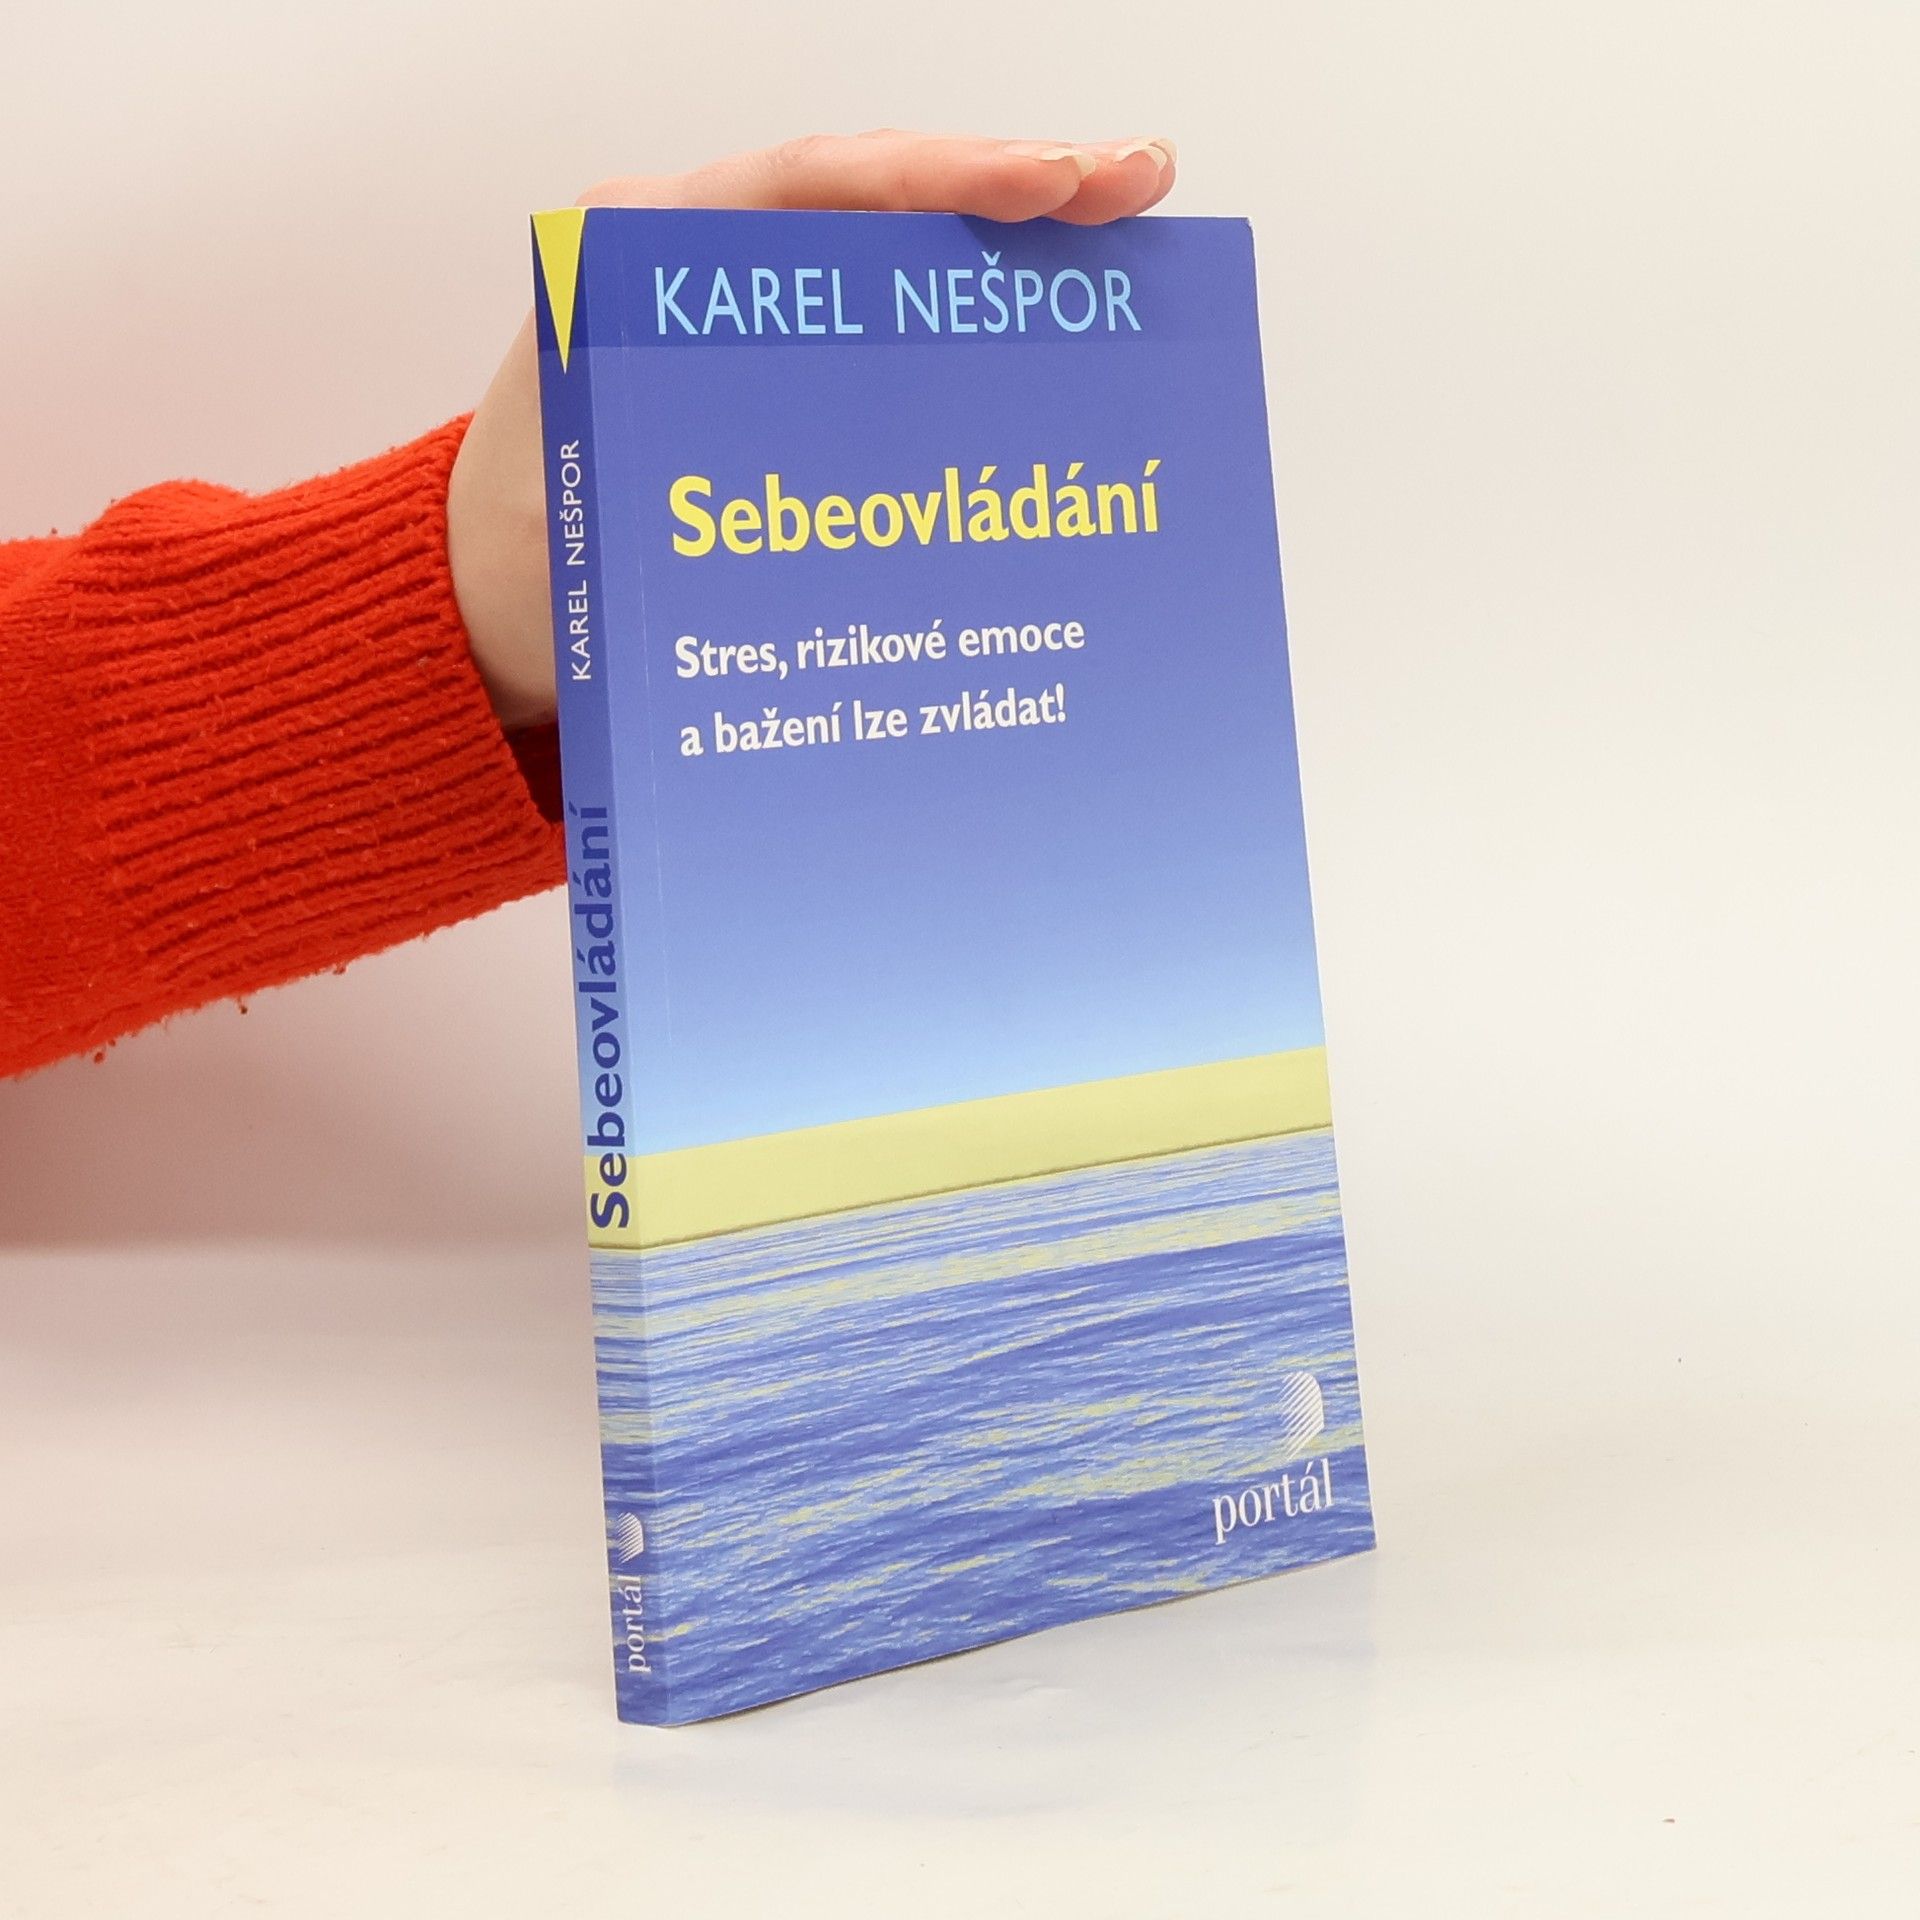 KAREL NEŠPOR
Sebeovládání
Stres, rizikové emoce
a bažení lze zvládat!
portál
KAREL NEŠPOR
Sebeovládání
portál